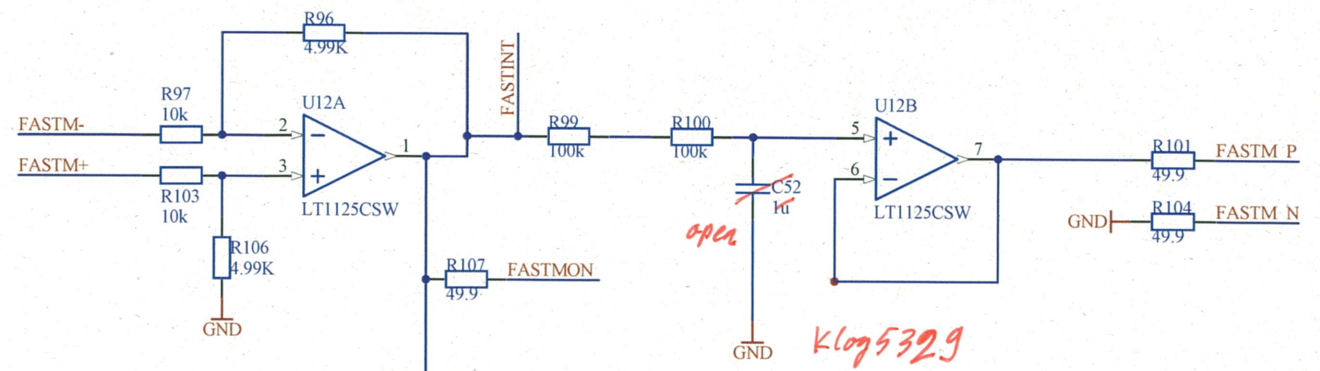 R96
4.99K
R97
10k
FASTM-
FASTM+
R103
10k
R106
4.99K
GND
U12A
2
3
1
LT1125CSW
R107
49.9
FASTMON
FASTINT
R99
100k
R100
100k
C52
1u
open
GND
U12B
5
6
7
LT1125CSW
R101
49.9
FASTM P
GND
R104
49.9
FASTM N
Klog5329